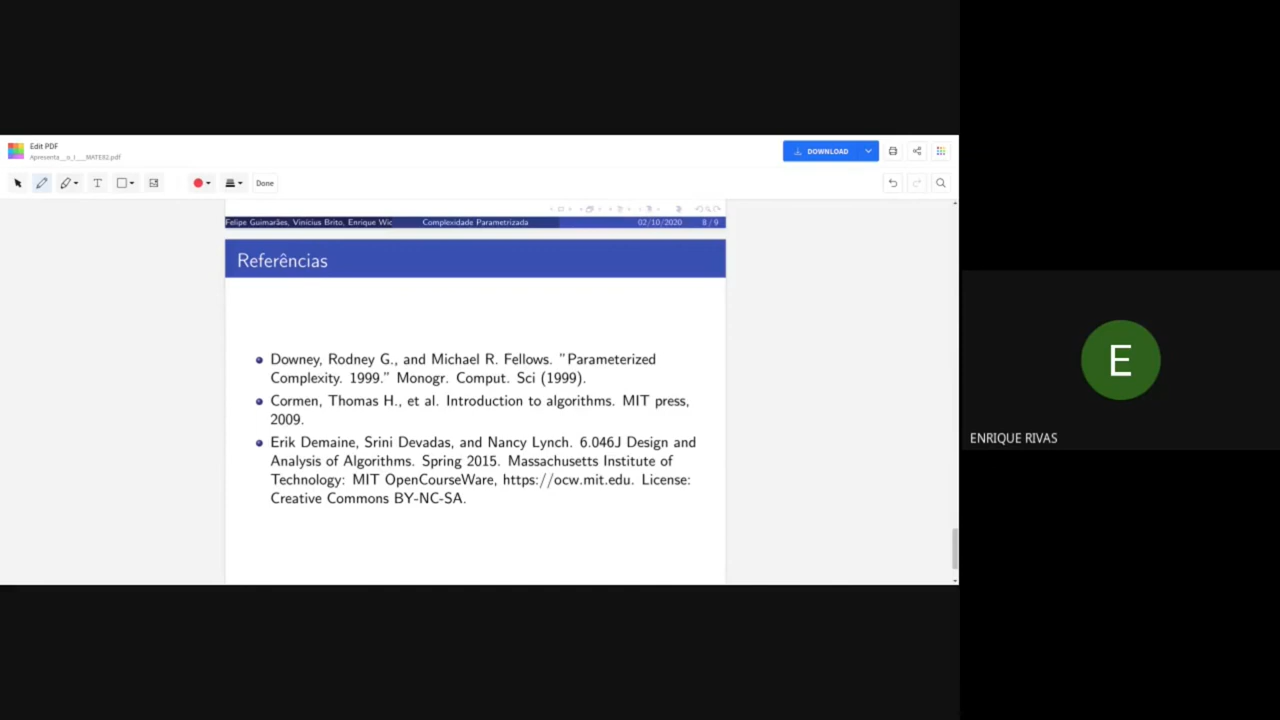 Edit PDF
Apresenta__o_I___MATE82.pdf
DOWNLOAD
T
Done
Felipe Guimarães, Vinícius Brito, Enrique Wic Complexidade Parametrizada 02/10/2020 8 / 9
Referências
Downey, Rodney G., and Michael R. Fellows. "Parameterized
Complexity. 1999." Monogr. Comput. Sci (1999).
Cormen, Thomas H., et al. Introduction to algorithms. MIT press,
2009.
Erik Demaine, Srini Devadas, and Nancy Lynch. 6.046J Design and
Analysis of Algorithms. Spring 2015. Massachusetts Institute of
Technology: MIT OpenCourseWare, https://ocw.mit.edu. License:
Creative Commons BY-NC-SA.
E
ENRIQUE RIVAS